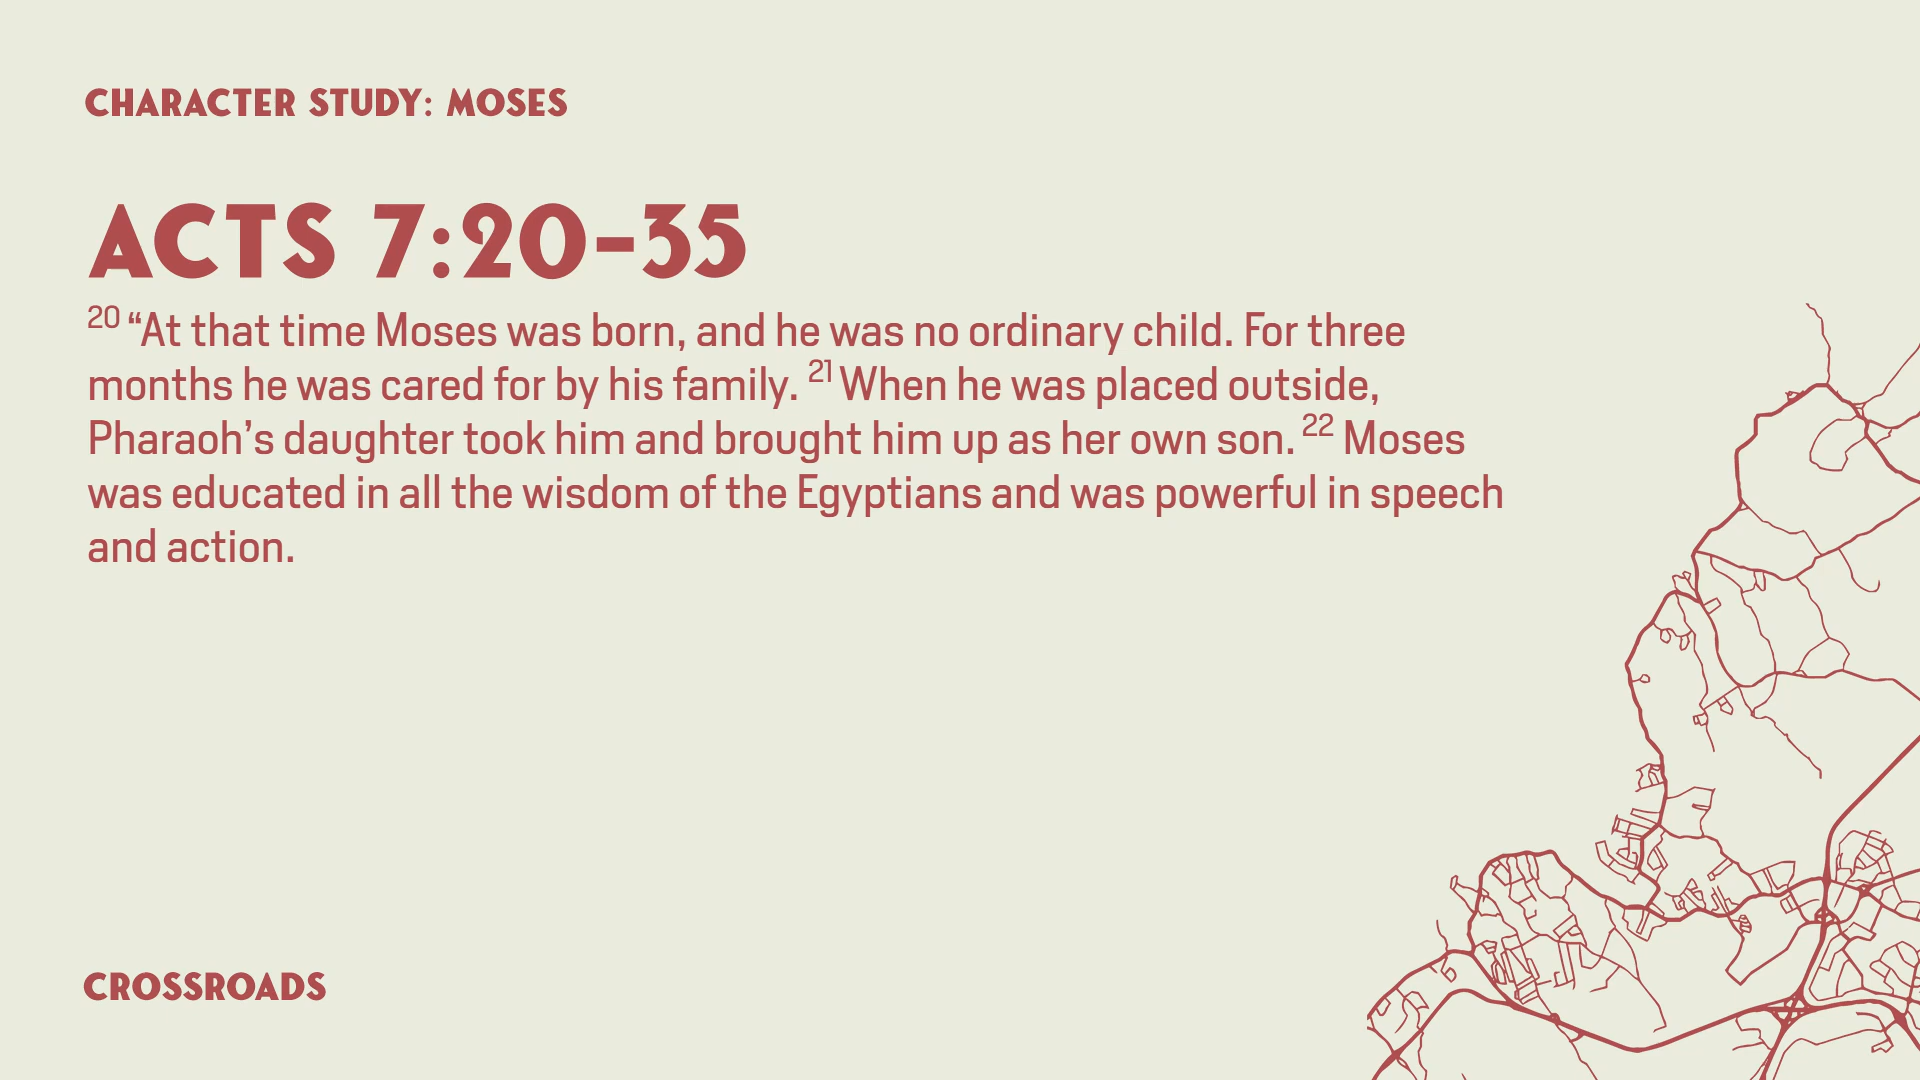 CHARACTER STUDY: MOSES
ACTS 7:20-35
20 “At that time Moses was born, and he was no ordinary child. For three
months he was cared for by his family. 21 When he was placed outside,
Pharaoh’s daughter took him and brought him up as her own son. 22 Moses
was educated in all the wisdom of the Egyptians and was powerful in speech
and action.
CROSSROADS